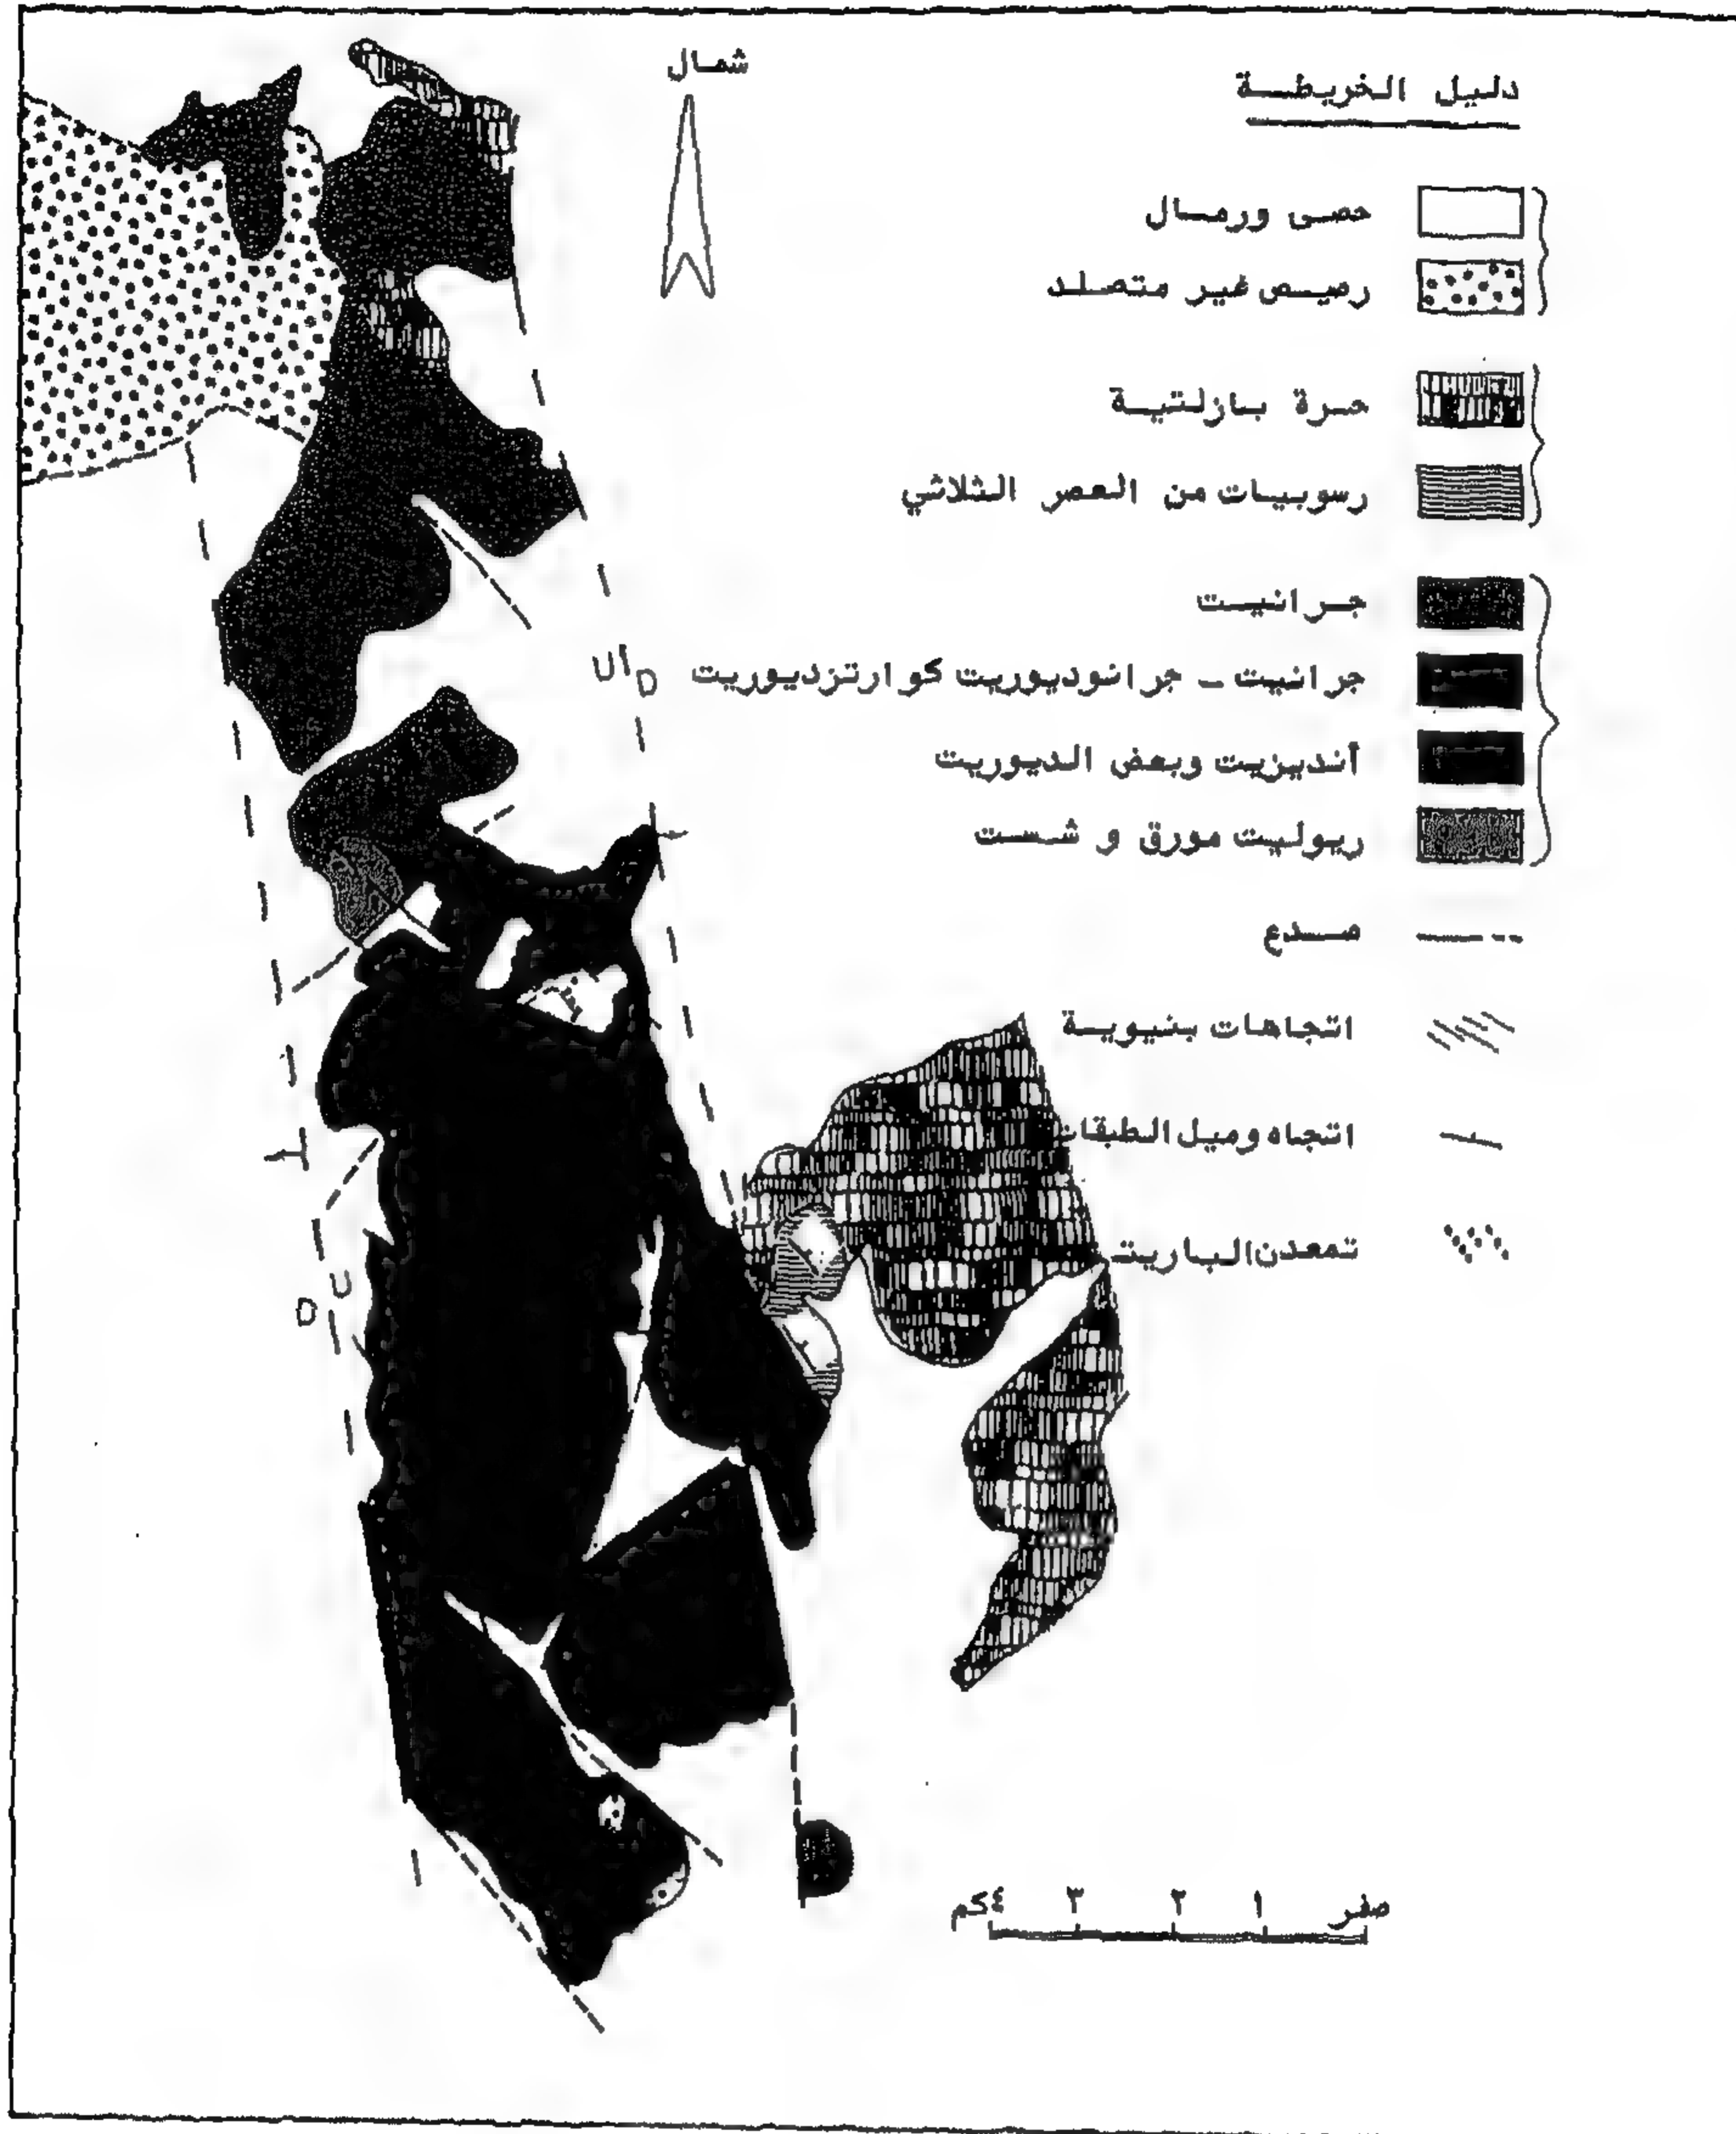 شمال
دليل الخريطة
حصى ورمال
رصيص غير متصلد
حرة بازلتية
رسوبيات من العصر الثلاثي
جرانيت
جرانيت - جرانوديوريت كوارتزديوريت
أنديزيت وبعض الديوريت
ريوليت مورق و شست
صدع
اتجاهات بنيوية
اتجاه وميل الطبقات
تمعدن الباريت
U D
D U
صفر ١ ٢ ٣ ٤كم